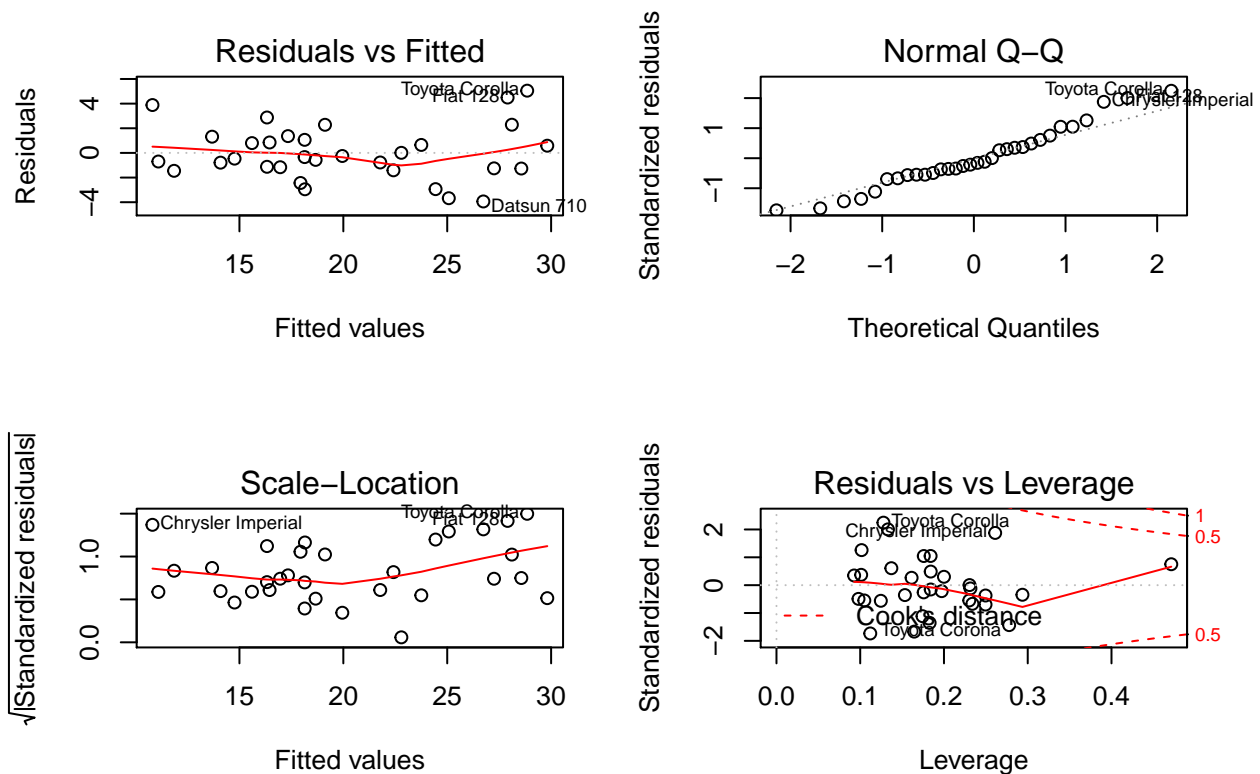 Residuals vs Fitted
Residuals
4
0
−4
Toyota Corolla
Fiat 128
Datsun 710
15
20
25
30
Fitted values
Normal Q−Q
Standardized residuals
1
−1
Toyota Corolla
Fiat 128
Chrysler Imperial
−2
−1
0
1
2
Theoretical Quantiles
Scale−Location
√|Standardized residuals|
1.0
0.0
Chrysler Imperial
Toyota Corolla
Fiat 128
15
20
25
30
Fitted values
Residuals vs Leverage
Standardized residuals
2
0
−2
Toyota Corolla
Chrysler Imperial
Cook's distance
Toyota Corona
1
0.5
0.5
0.0
0.1
0.2
0.3
0.4
Leverage